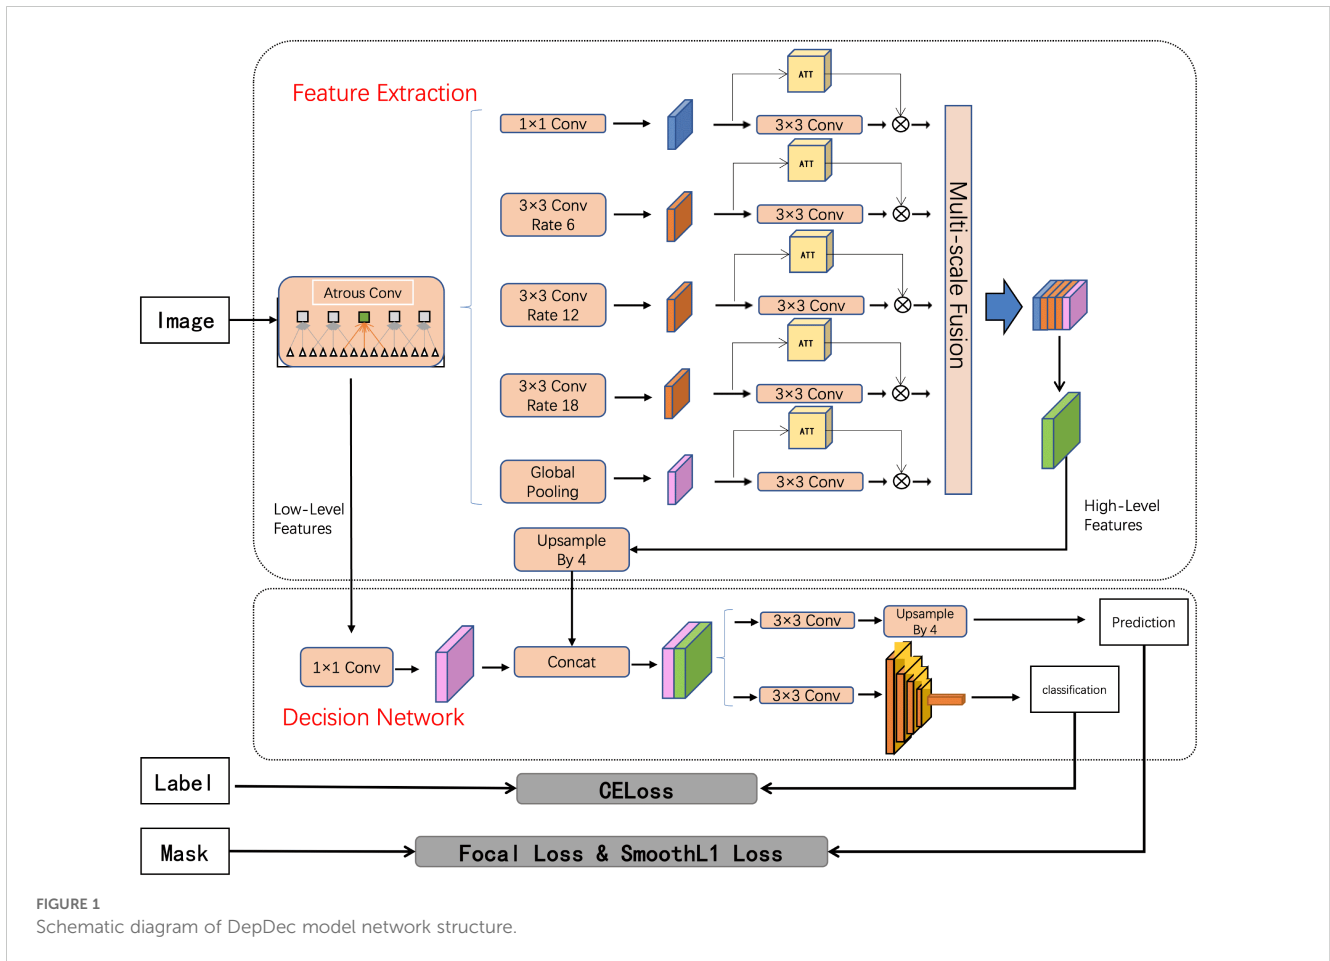 Feature Extraction
ATT
1×1 Conv
3×3 Conv
ATT
3×3 Conv
Rate 6
3×3 Conv
ATT
Atrous Conv
Image
3×3 Conv
Rate 12
3×3 Conv
ATT
3×3 Conv
Rate 18
3×3 Conv
ATT
Global
Pooling
3×3 Conv
Multi-scale Fusion
Low-Level
Features
High-Level
Features
Upsample
By 4
1×1 Conv
Concat
3×3 Conv
Upsample
By 4
Prediction
3×3 Conv
classification
Decision Network
Label
CELoss
Mask
Focal Loss & SmoothL1 Loss
FIGURE 1
Schematic diagram of DepDec model network structure.